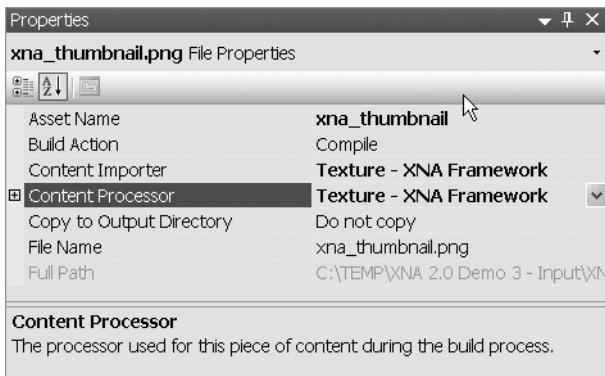 Properties
xna_thumbnail.png File Properties
Asset Name xna_thumbnail
Build Action Compile
Content Importer Texture - XNA Framework
Content Processor Texture - XNA Framework
Copy to Output Directory Do not copy
File Name xna_thumbnail.png
Full Path C:\TEMP\XNA 2.0 Demo 3 - Input\XN
Content Processor
The processor used for this piece of content during the build process.